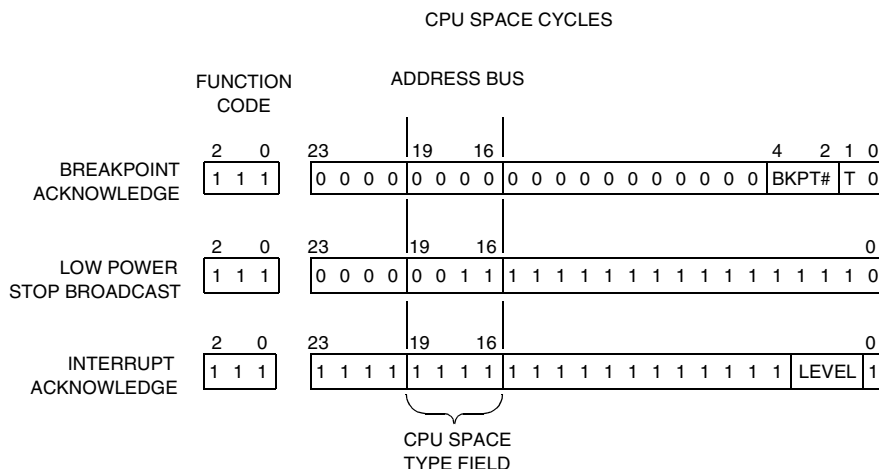 CPU SPACE CYCLES
FUNCTION CODE
ADDRESS BUS
2 0 23 19 16 4 2 1 0
BREAKPOINT ACKNOWLEDGE
1 1 1 0 0 0 0 0 0 0 0 0 0 0 0 0 0 0 0 0 0 0 BKPT# T 0
2 0 23 19 16 0
LOW POWER STOP BROADCAST
1 1 1 0 0 0 0 0 0 1 1 1 1 1 1 1 1 1 1 1 1 1 1 1 1 1 0
2 0 23 19 16 0
INTERRUPT ACKNOWLEDGE
1 1 1 1 1 1 1 1 1 1 1 1 1 1 1 1 1 1 1 1 1 1 1 LEVEL 1
CPU SPACE
TYPE FIELD